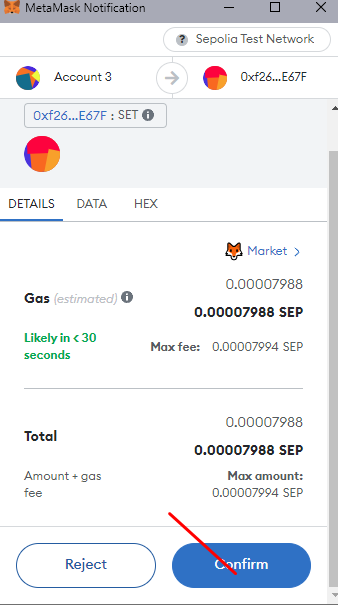 MetaMask Notification
Sepolia Test Network
Account 3
0xf26...E67F
0xf26...E67F : SET
DETAILS DATA HEX
Market
0.00007988
Gas (estimated)
0.00007988 SEP
Likely in < 30 seconds
Max fee: 0.00007994 SEP
0.00007988
Total
0.00007988 SEP
Amount + gas fee
Max amount:
0.00007994 SEP
Reject
Confirm